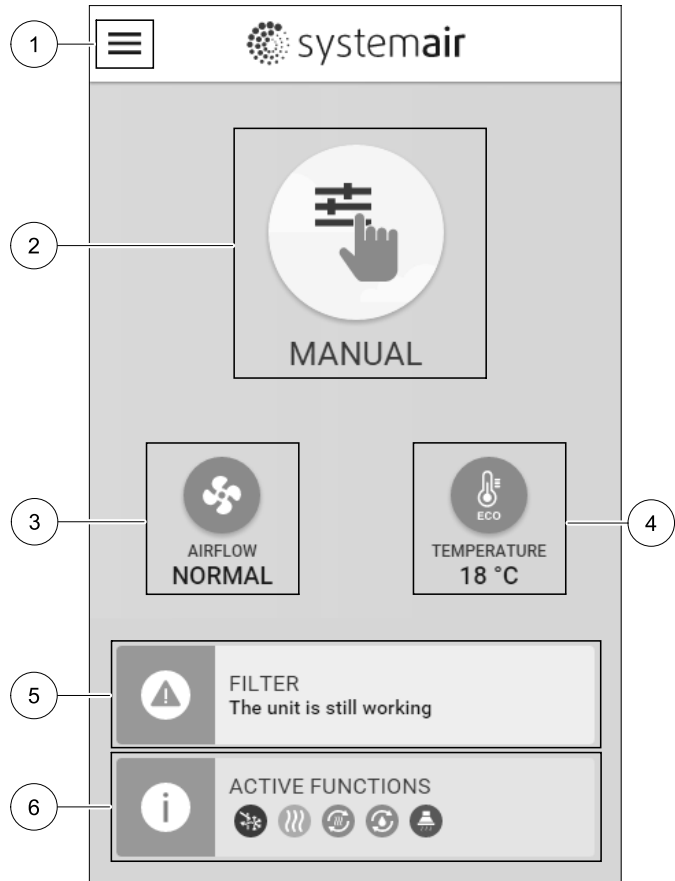 1
systemair
2
MANUAL
3
AIRFLOW
NORMAL
ECO
TEMPERATURE
18 °C
4
5
FILTER
The unit is still working
6
ACTIVE FUNCTIONS